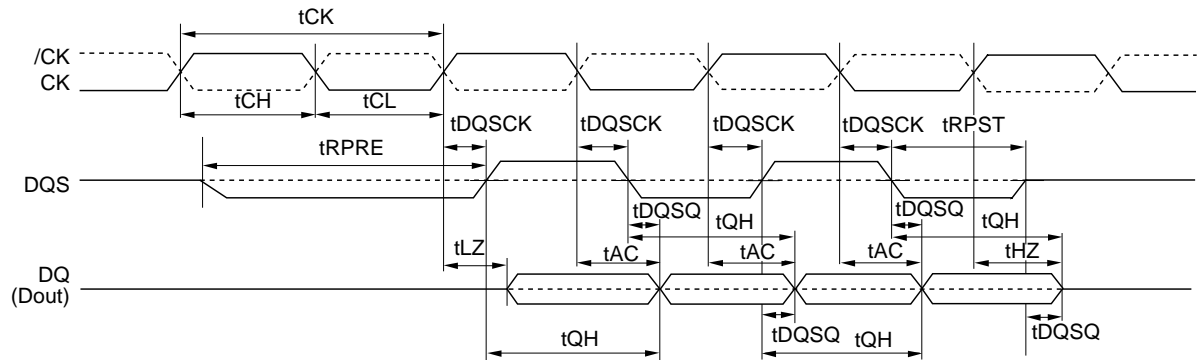 tCK
/CK
CK
tCH
tCL
tDQSCK
tDQSCK
tDQSCK
tDQSCK
tRPST
tRPRE
DQS
tDQSQ
tQH
tDQSQ
tQH
tLZ
tAC
tAC
tAC
tHZ
DQ
(Dout)
tQH
tDQSQ
tQH
tDQSQ